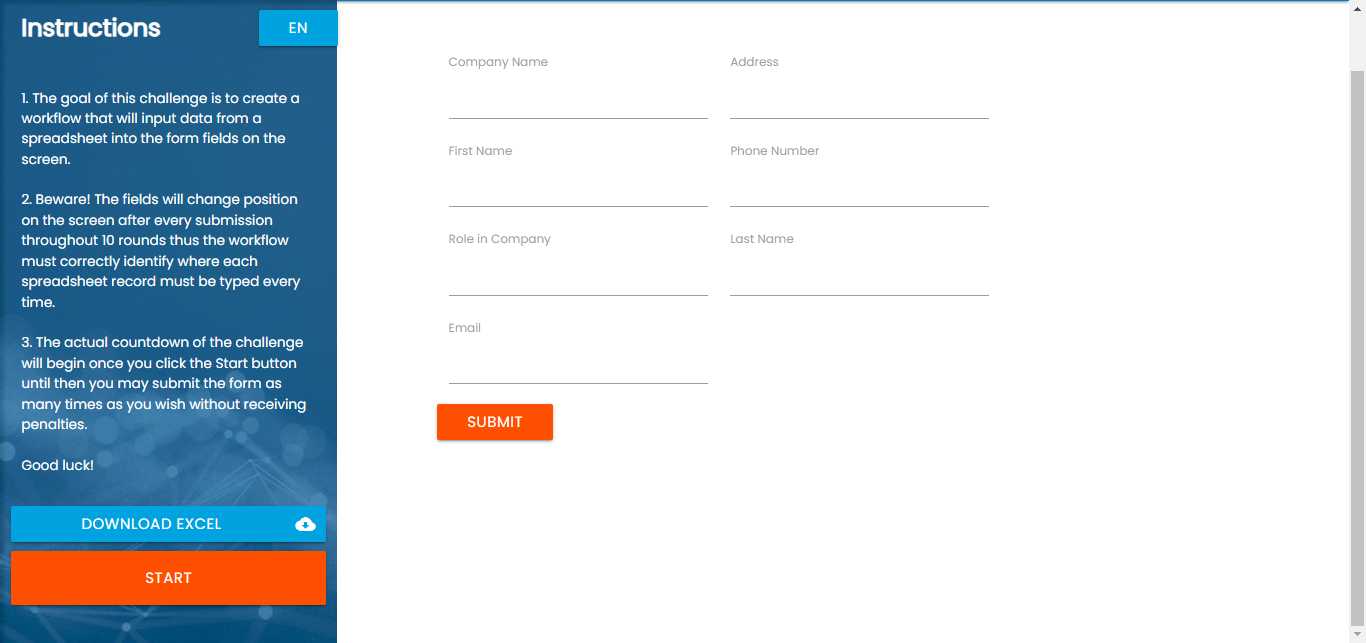 Instructions
EN
1. The goal of this challenge is to create a
workflow that will input data from a
spreadsheet into the form fields on the
screen.
2. Beware! The fields will change position
on the screen after every submission
throughout 10 rounds thus the workflow
must correctly identify where each
spreadsheet record must be typed every
time.
3. The actual countdown of the challenge
will begin once you click the Start button
until then you may submit the form as
many times as you wish without receiving
penalties.
Good luck!
DOWNLOAD EXCEL
START
Company Name
Address
First Name
Phone Number
Role in Company
Last Name
Email
SUBMIT